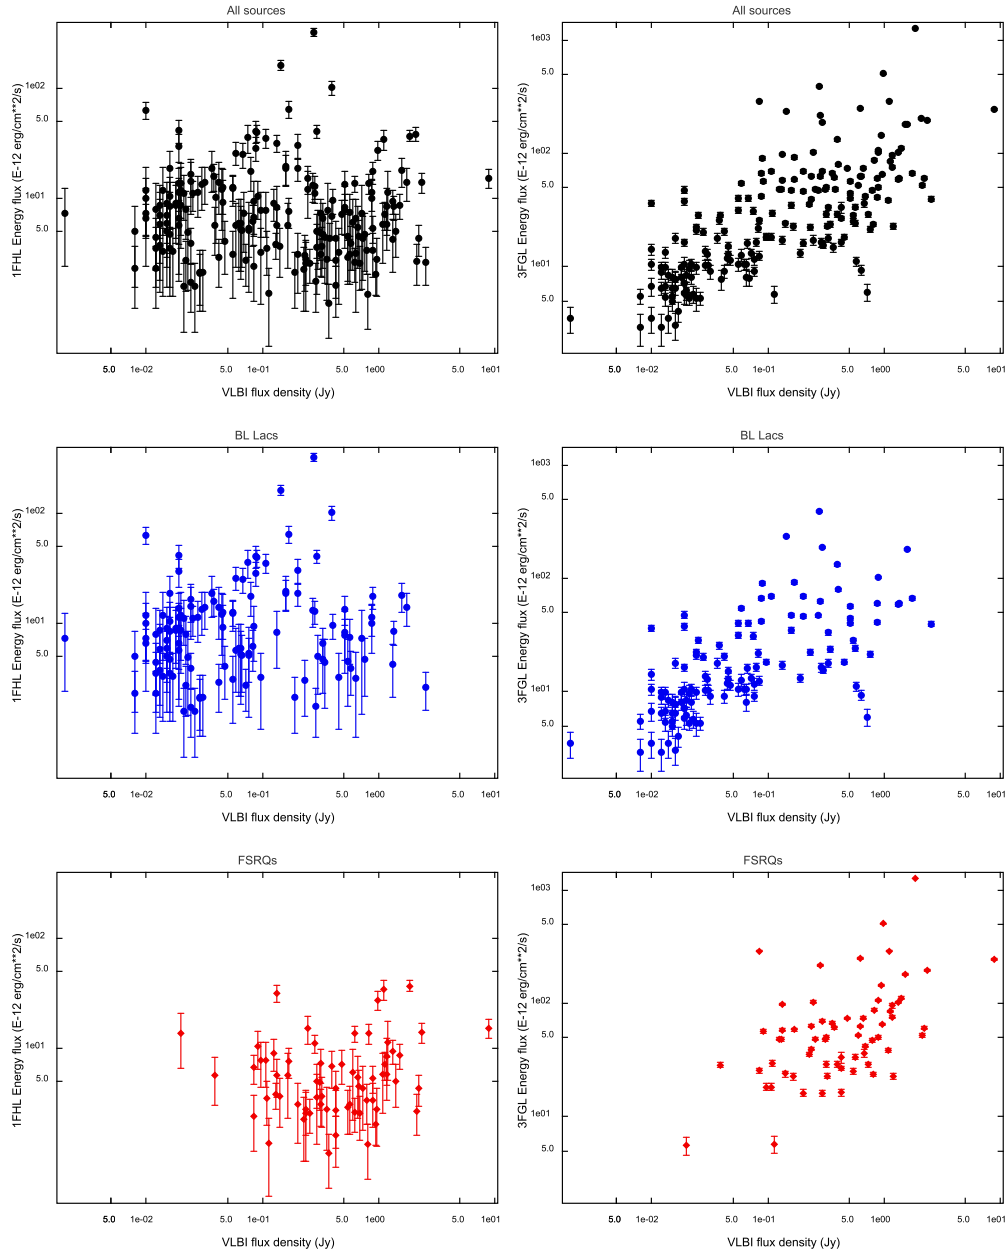 All sources
1FHL Energy flux (E-12 erg/cm**2/s)
1e02
5.0
1e01
5.0
5.0 1e-02 5.0 1e-01 5.0 1e00 5.0 1e01
VLBI flux density (Jy)
All sources
3FGL Energy flux (E-12 erg/cm**2/s)
1e03
5.0
1e02
5.0
1e01
5.0
5.0 1e-02 5.0 1e-01 5.0 1e00 5.0 1e01
VLBI flux density (Jy)
BL Lacs
1FHL Energy flux (E-12 erg/cm**2/s)
1e02
5.0
1e01
5.0
5.0 1e-02 5.0 1e-01 5.0 1e00 5.0 1e01
VLBI flux density (Jy)
BL Lacs
3FGL Energy flux (E-12 erg/cm**2/s)
1e03
5.0
1e02
5.0
1e01
5.0
5.0 1e-02 5.0 1e-01 5.0 1e00 5.0 1e01
VLBI flux density (Jy)
FSRQs
1FHL Energy flux (E-12 erg/cm**2/s)
1e02
5.0
1e01
5.0
5.0 1e-02 5.0 1e-01 5.0 1e00 5.0 1e01
VLBI flux density (Jy)
FSRQs
3FGL Energy flux (E-12 erg/cm**2/s)
1e03
5.0
1e02
5.0
1e01
5.0
5.0 1e-02 5.0 1e-01 5.0 1e00 5.0 1e01
VLBI flux density (Jy)